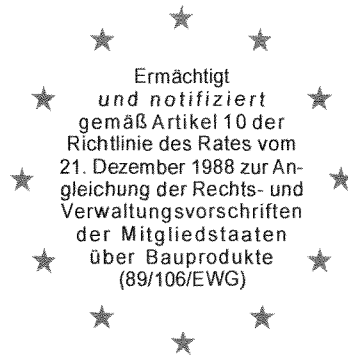 Ermächtigt
und notifiziert
gemäß Artikel 10 der
Richtlinie des Rates vom
21. Dezember 1988 zur An-
gleichung der Rechts- und
Verwaltungsvorschriften
der Mitgliedstaaten
über Bauprodukte
(89/106/EWG)